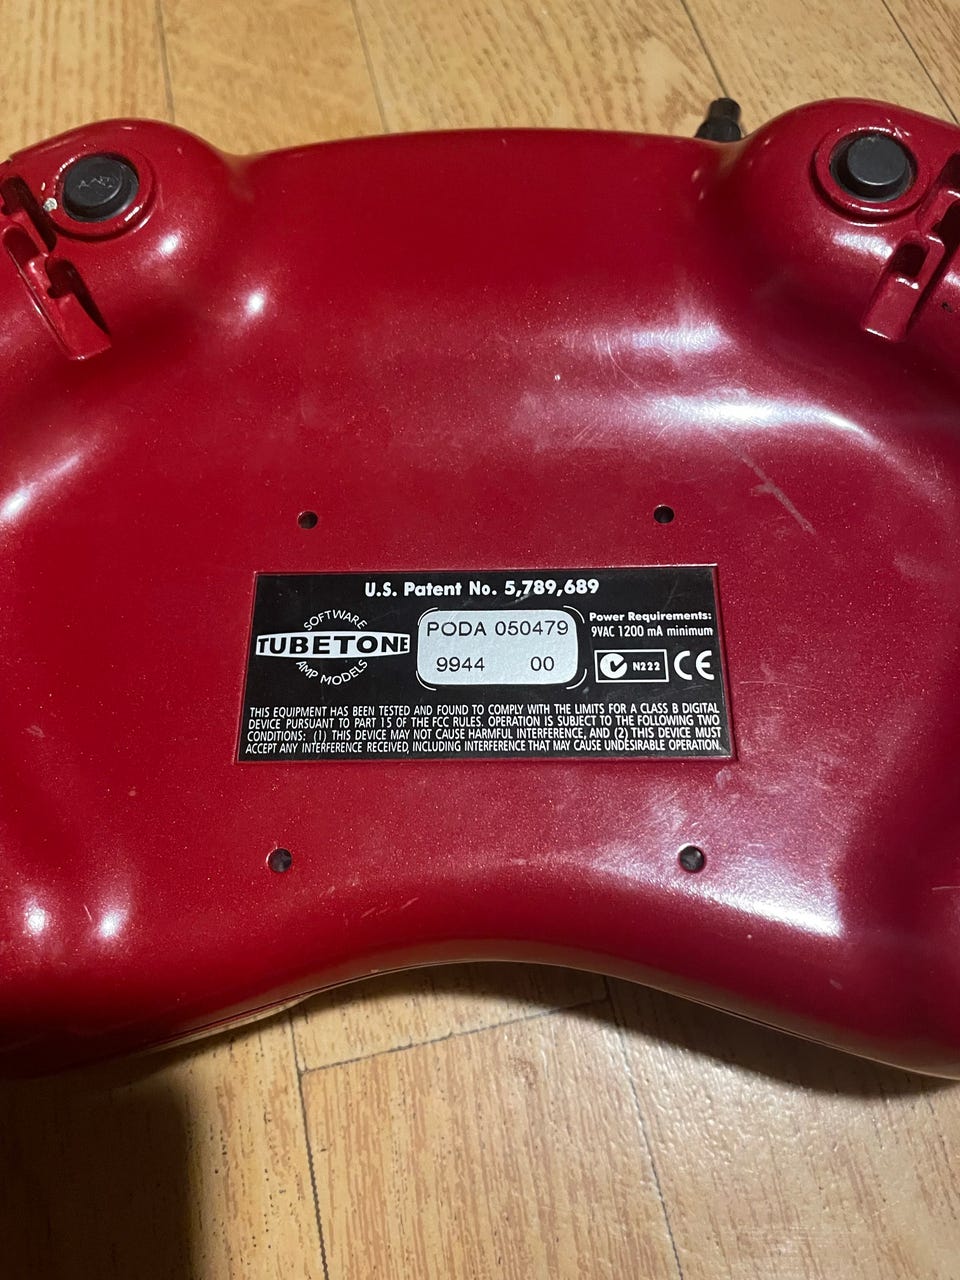 U.S. Patent No. 5,789,689
SOFTWARE
TUBETONE
AMP MODELS
PODA 050479
9944 00
Power Requirements:
9VAC 1200 mA minimum
N222
CE
THIS EQUIPMENT HAS BEEN TESTED AND FOUND TO COMPLY WITH THE LIMITS FOR A CLASS B DIGITAL
DEVICE PURSUANT TO PART 15 OF THE FCC RULES. OPERATION IS SUBJECT TO THE FOLLOWING TWO
CONDITIONS: (1) THIS DEVICE MAY NOT CAUSE HARMFUL INTERFERENCE, AND (2) THIS DEVICE MUST
ACCEPT ANY INTERFERENCE RECEIVED, INCLUDING INTERFERENCE THAT MAY CAUSE UNDESIRABLE OPERATION.